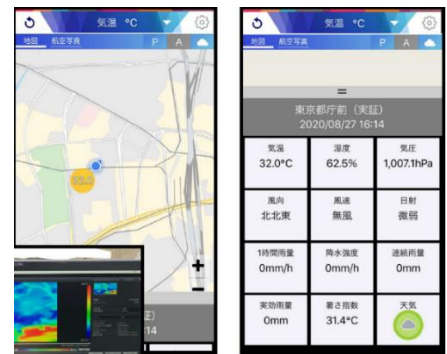 気温 °C
地図 航空写真 P A
証）
:14
気温 °C
地図 航空写真 P A
東京都庁前（実証）
2020/08/27 16:14
気温 湿度 気圧
32.0°C 62.5% 1,007.1hPa
風向 風速 日射
北北東 無風 微弱
1時間雨量 降水強度 連続雨量
0mm/h 0mm/h 0mm
実効雨量 暑さ指数 天気
0mm 31.4°C